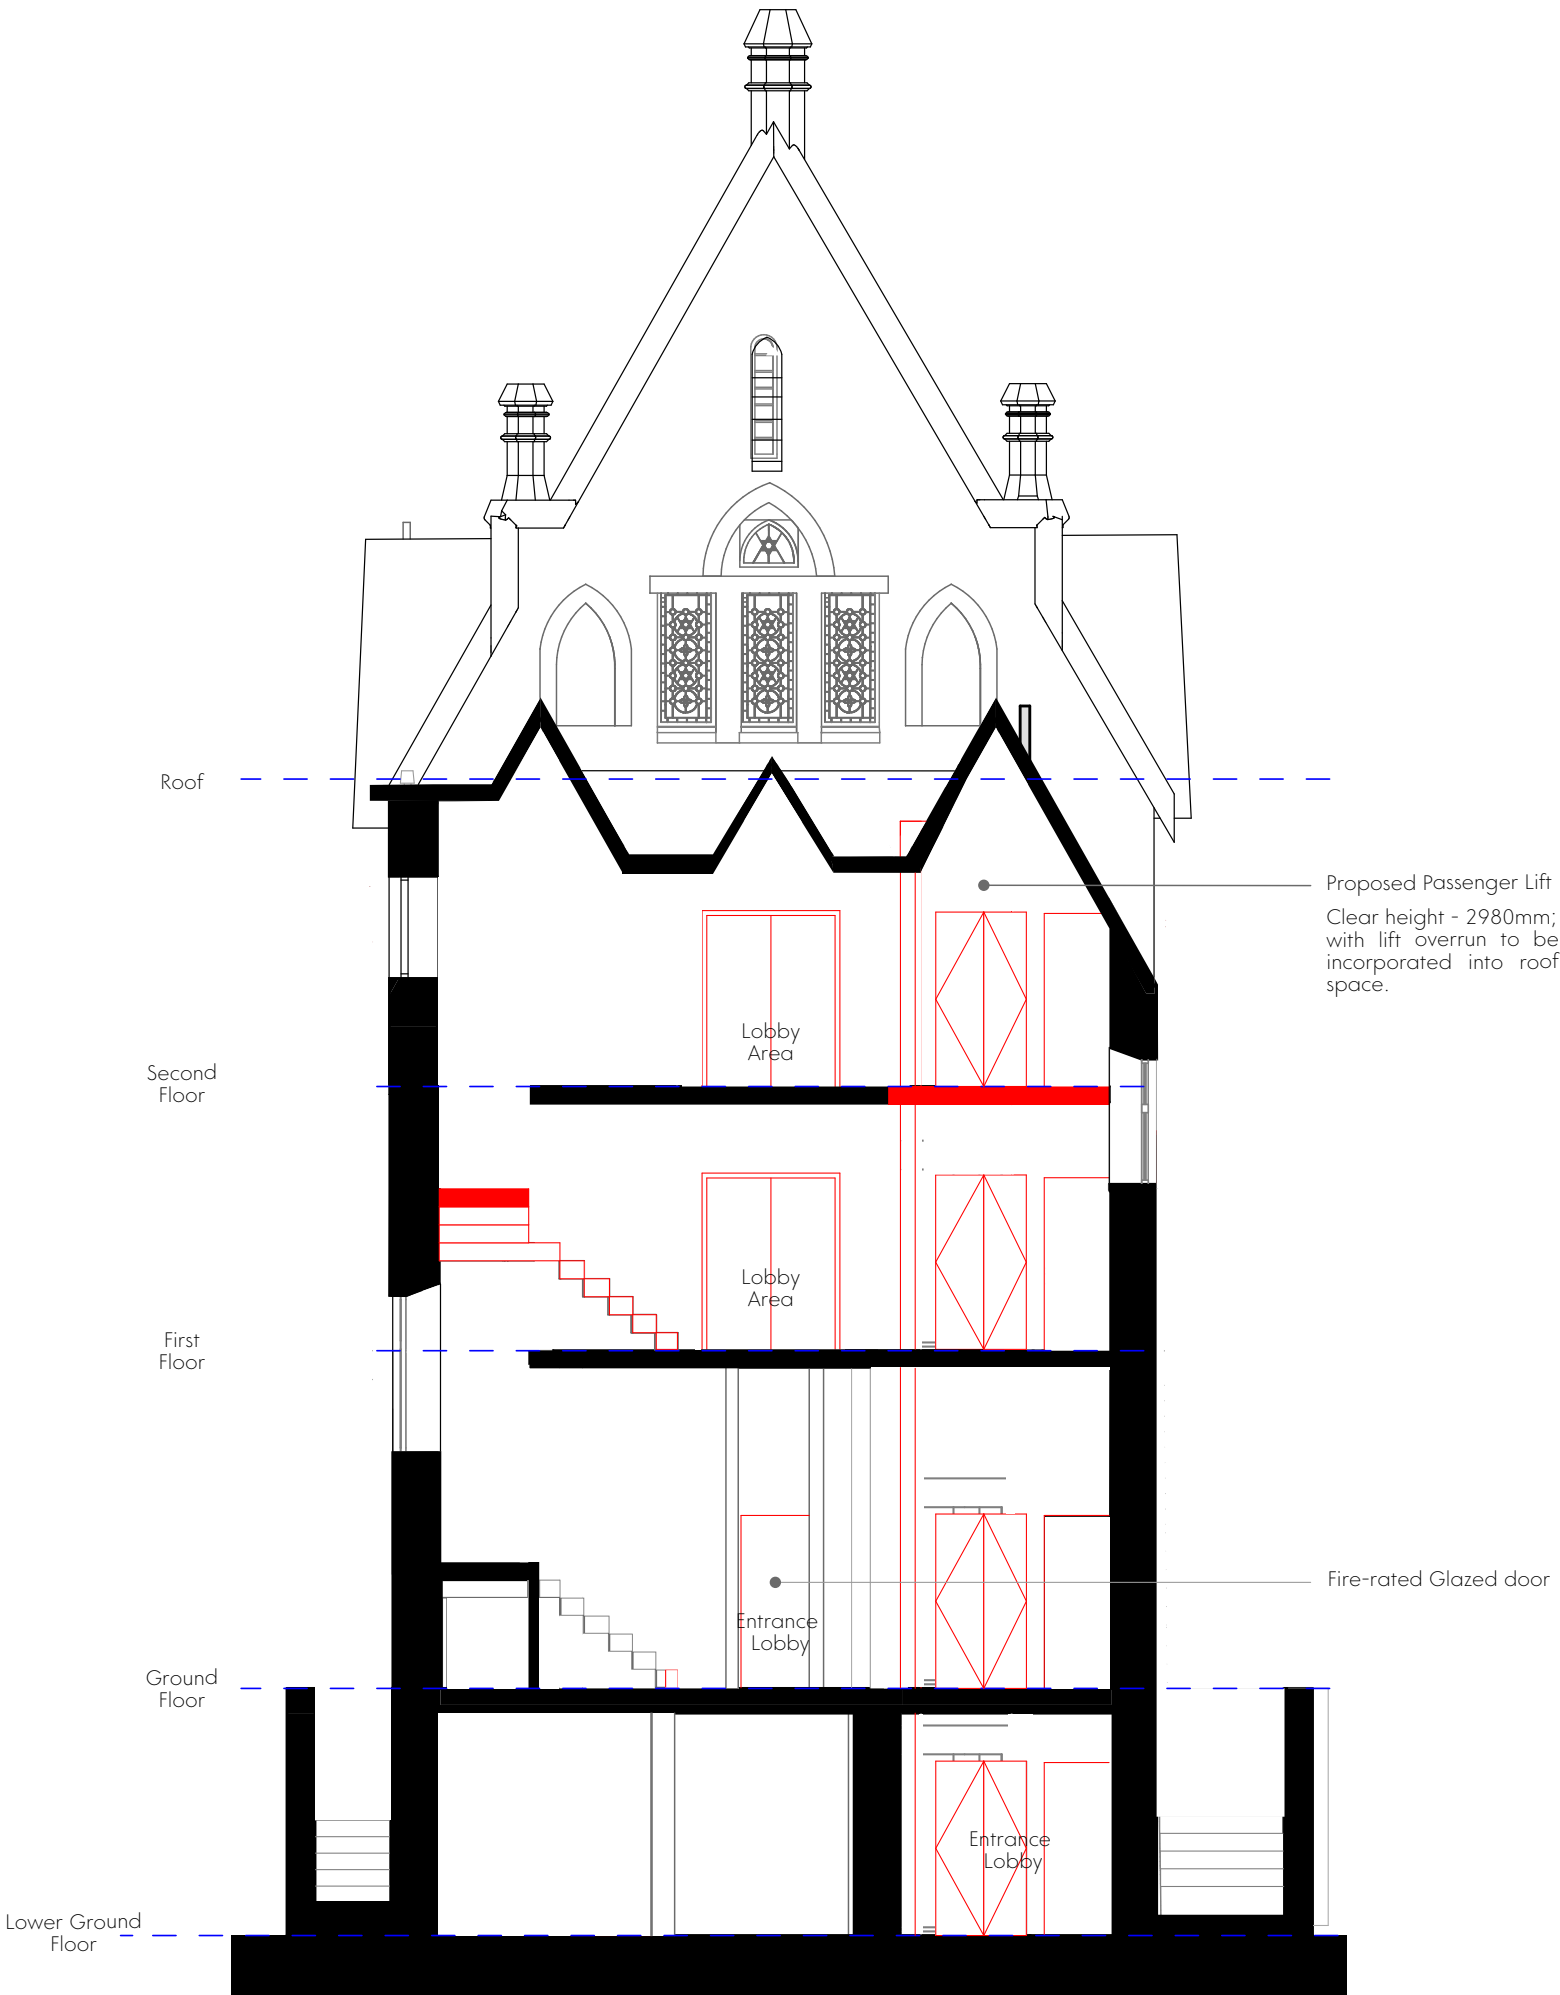 Roof
Proposed Passenger Lift
Clear height - 2980mm;
with lift overrun to be
incorporated into roof
space.
Lobby
Area
Second
Floor
Lobby
Area
First
Floor
Fire-rated Glazed door
Entrance
Lobby
Ground
Floor
Entrance
Lobby
Lower Ground
Floor